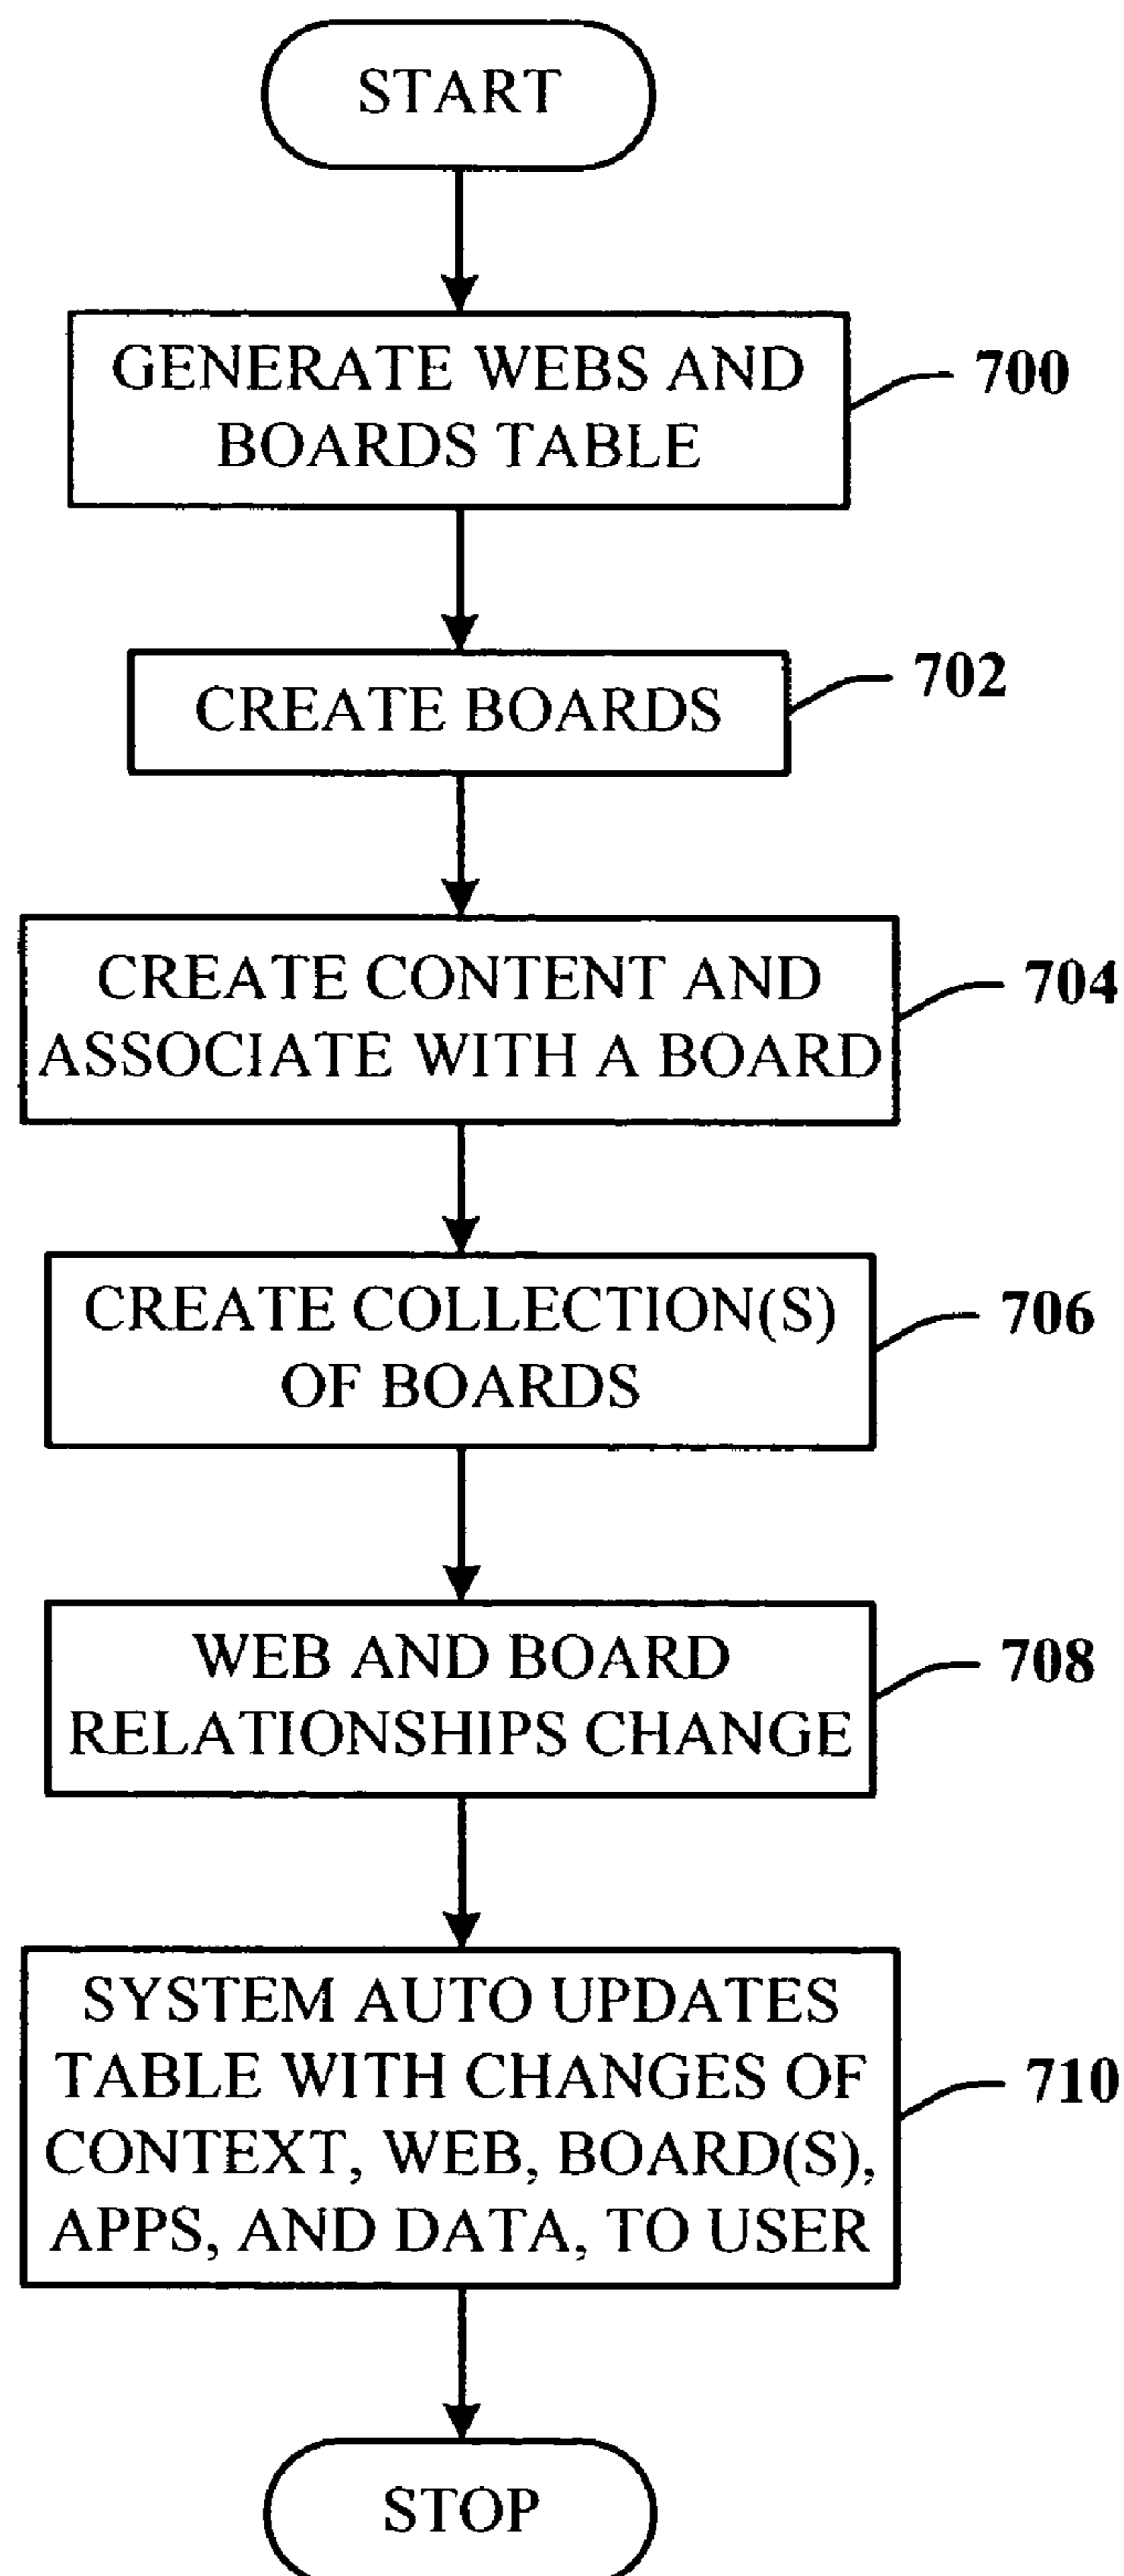 START
GENERATE WEBS AND
BOARDS TABLE
700
CREATE BOARDS
702
CREATE CONTENT AND
ASSOCIATE WITH A BOARD
704
CREATE COLLECTION(S)
OF BOARDS
706
WEB AND BOARD
RELATIONSHIPS CHANGE
708
SYSTEM AUTO UPDATES
TABLE WITH CHANGES OF
CONTEXT, WEB, BOARD(S),
APPS, AND DATA, TO USER
710
STOP